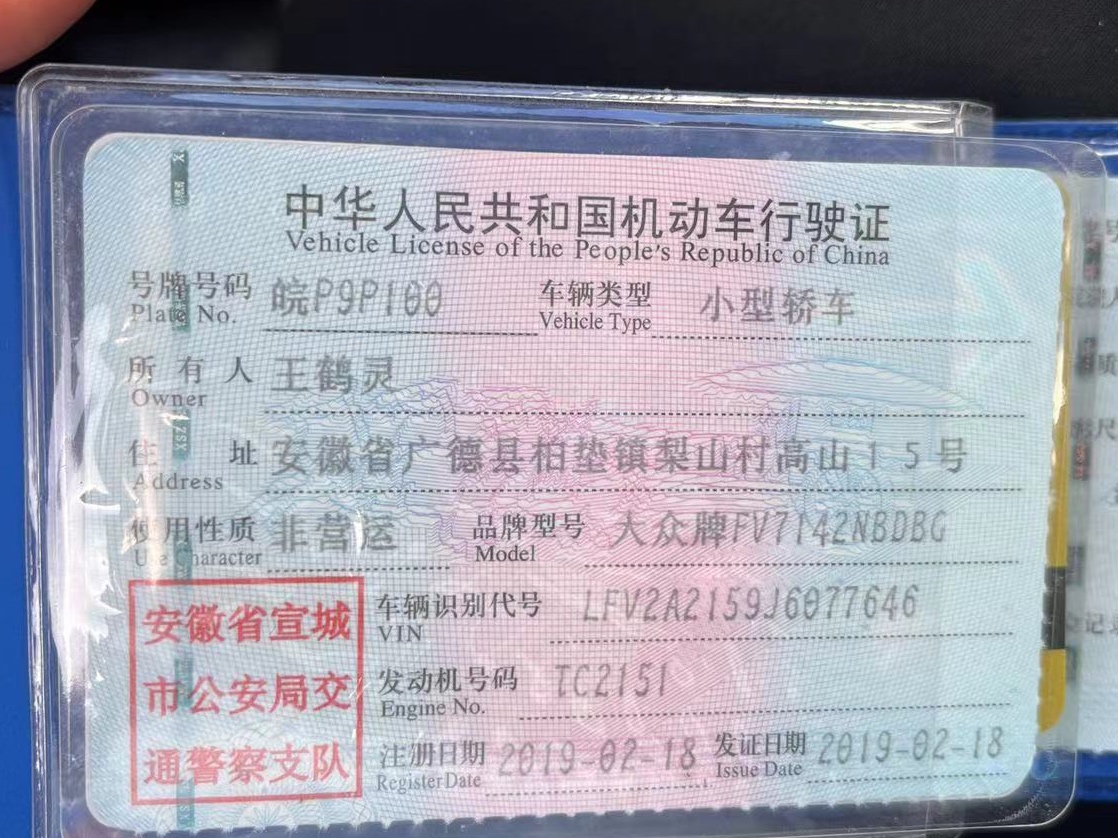 中华人民共和国机动车行驶证
Vehicle License of the People's Republic of China
号牌号码 皖P9P100 车辆类型 小型轿车
Plate No. Vehicle Type
所有人 王鹤灵
Owner
住址 安徽省广德县柏垫镇梨山村高山15号
Address
使用性质 非营运 品牌型号 大众牌FV7142NBDBG
Use Character Model
安徽省宣城
市公安局交
通警察支队
车辆识别代号 LFV2A2159J6077646
VIN
发动机号码 TC2151
Engine No.
注册日期 2019-02-18 发证日期 2019-02-18
Register Date Issue Date